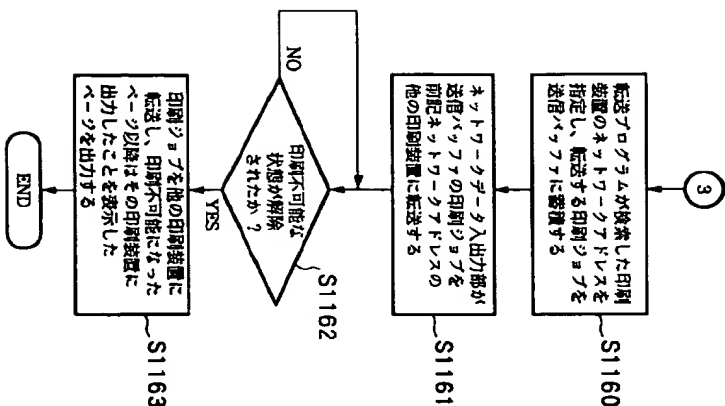 3
転送プログラムが検索した印刷
装置のネットワークアドレスを
指定し、転送する印刷ジョブを
送信バッファに蓄積する
S1160
ネットワークデータ入出力部が
送信バッファの印刷ジョブを
前記ネットワークアドレスの
他の印刷装置に転送する
S1161
印刷不可能な
状態が解除
されたか?
S1162
NO
YES
印刷ジョブを他の印刷装置に
転送し、印刷不可能になった
ページ以降はその印刷装置に
出力したことを表示した
ページを出力する
S1163
END